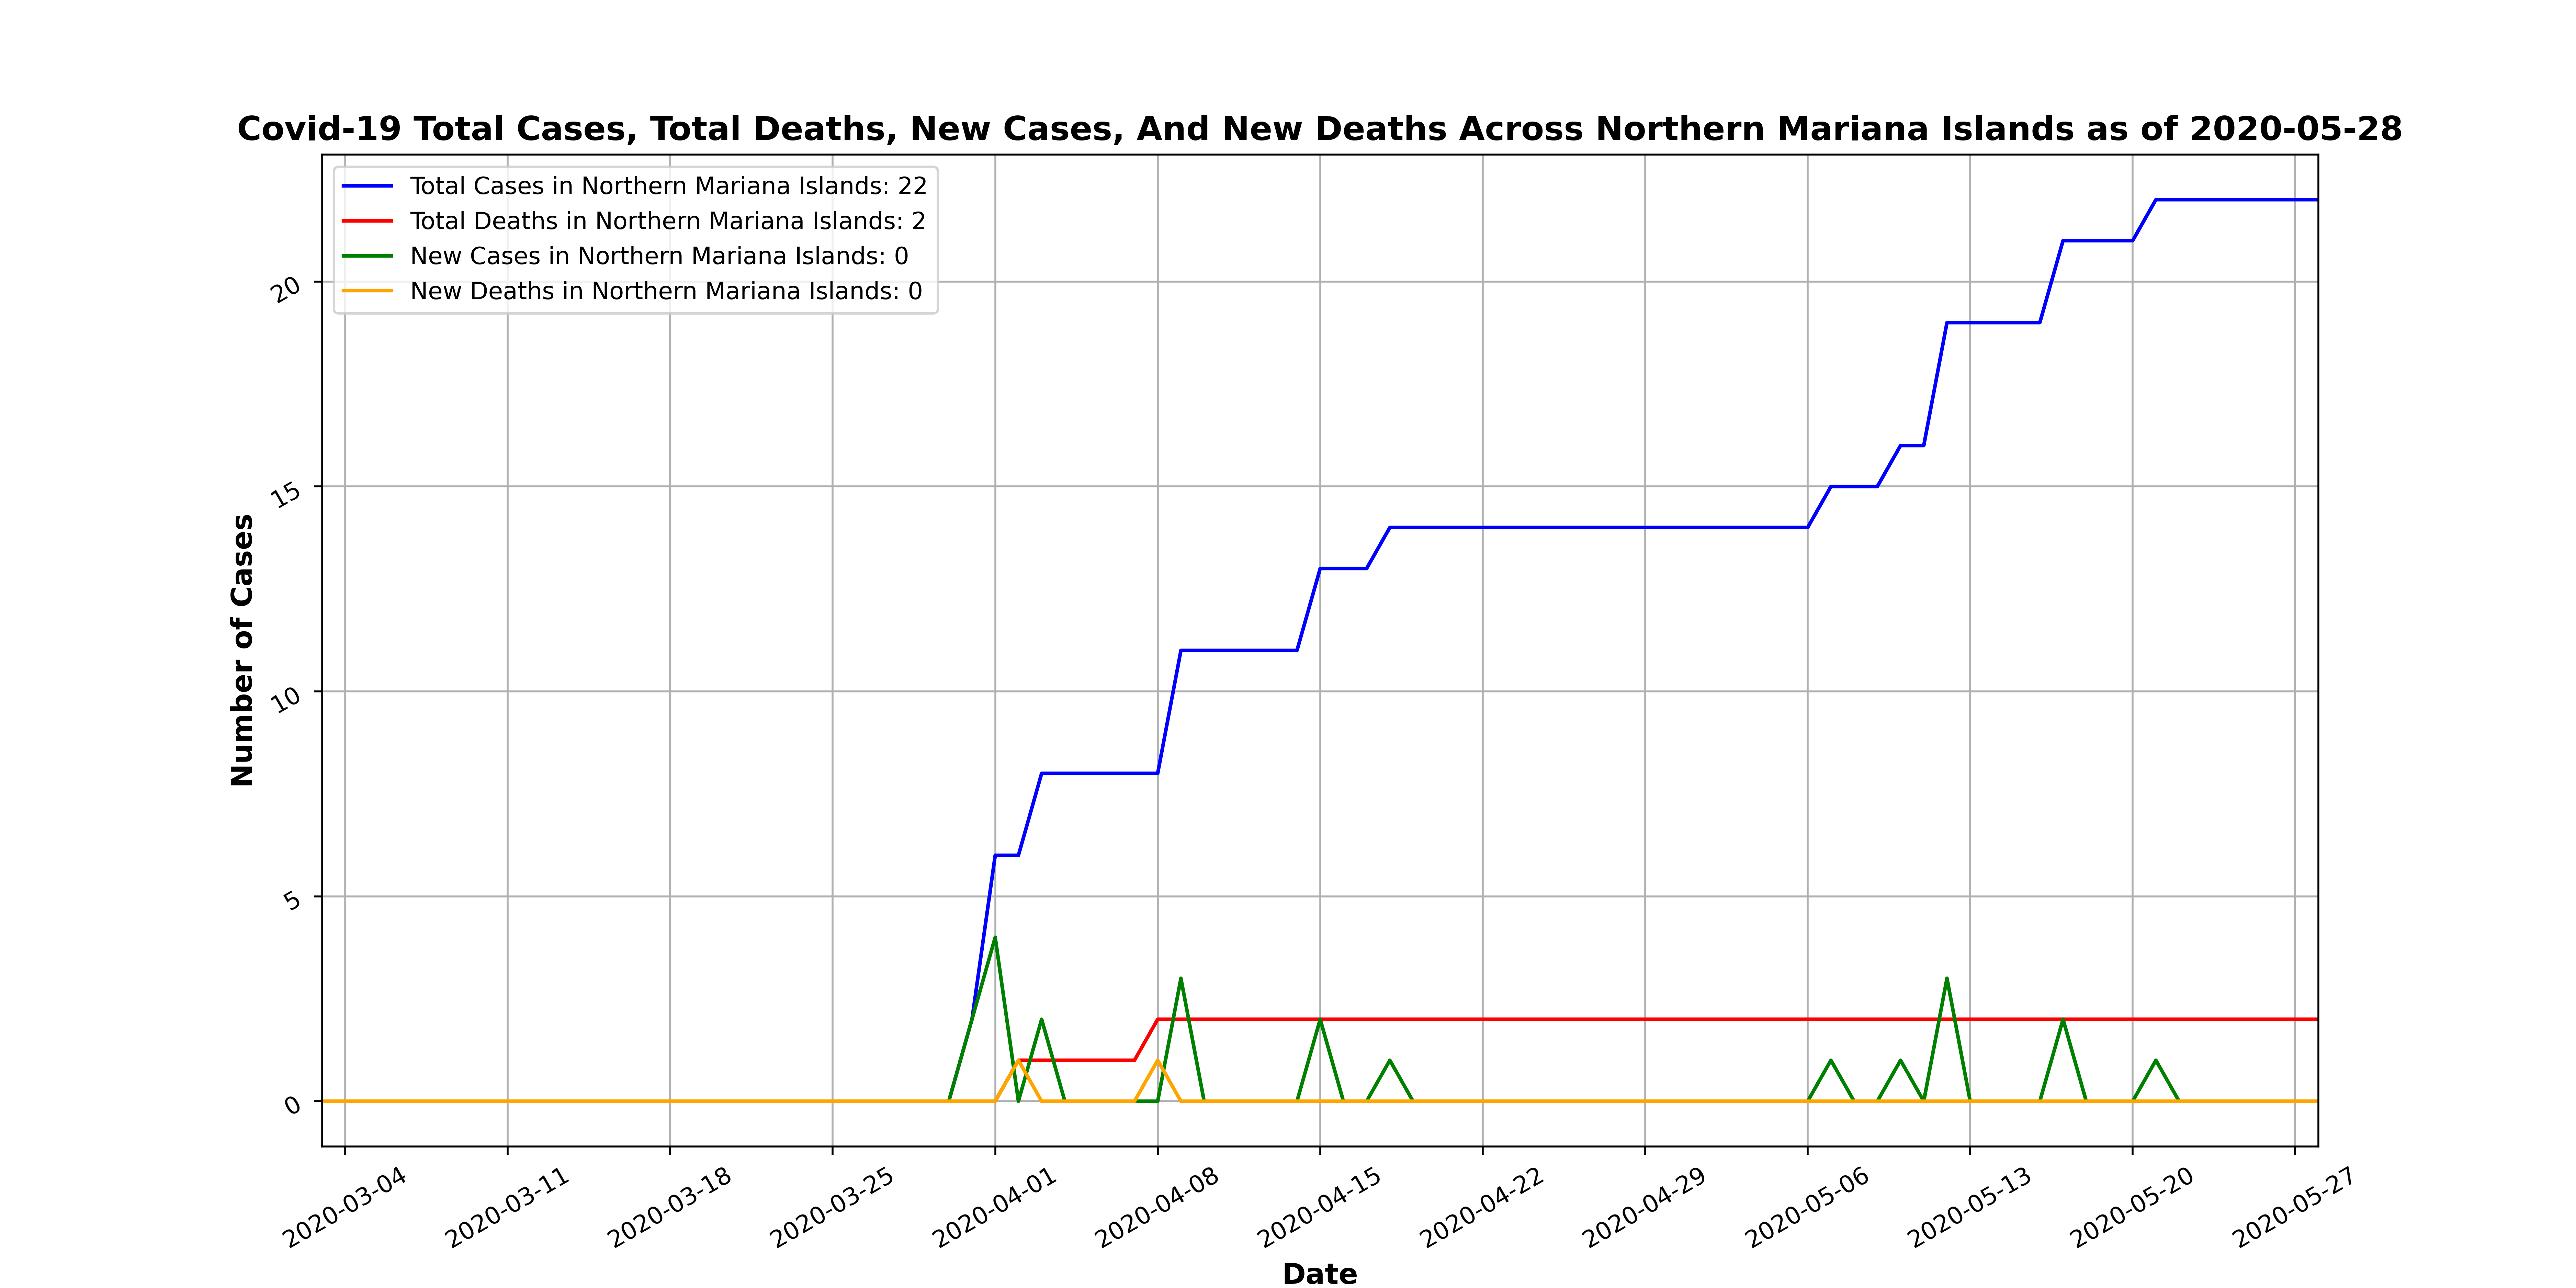 Covid-19 Total Cases, Total Deaths, New Cases, And New Deaths Across Northern Mariana Islands as of 2020-05-28
Total Cases in Northern Mariana Islands: 22
Total Deaths in Northern Mariana Islands: 2
New Cases in Northern Mariana Islands: 0
New Deaths in Northern Mariana Islands: 0
Number of Cases
20
15
10
5
0
2020-03-04
2020-03-11
2020-03-18
2020-03-25
2020-04-01
2020-04-08
2020-04-15
2020-04-22
2020-04-29
2020-05-06
2020-05-13
2020-05-20
2020-05-27
Date